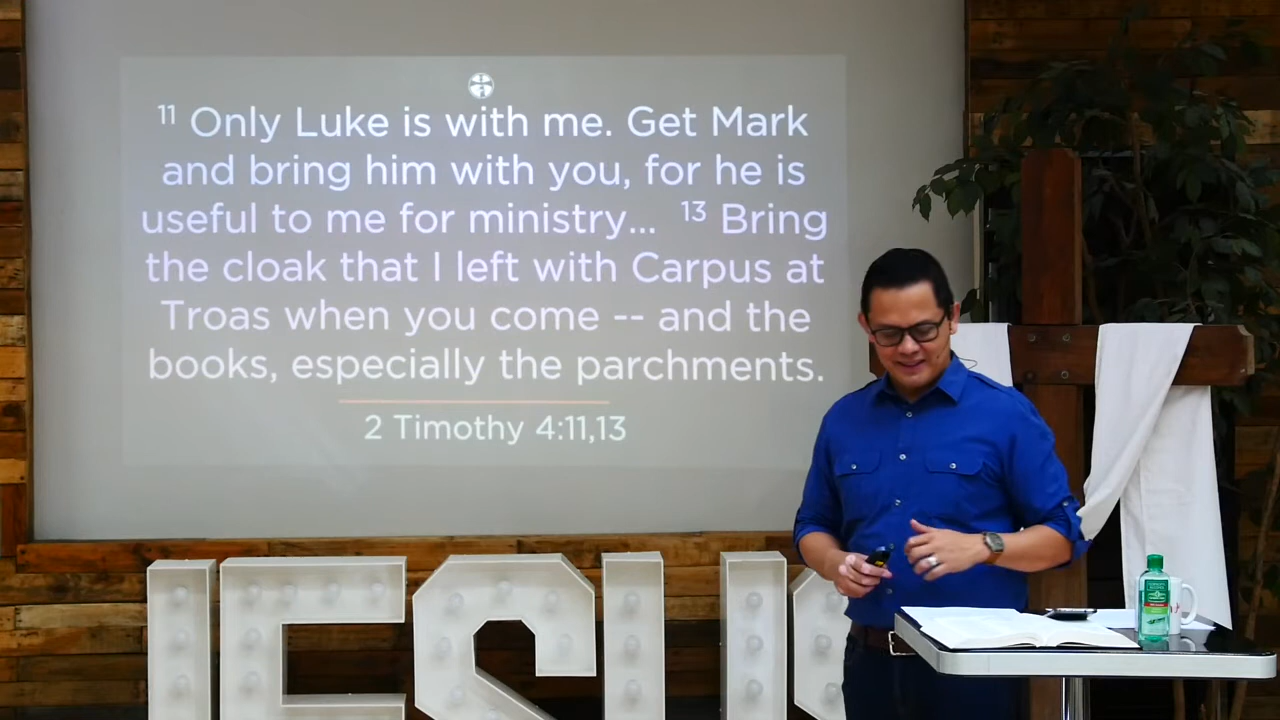 11 Only Luke is with me. Get Mark
and bring him with you, for he is
useful to me for ministry... 13 Bring
the cloak that I left with Carpus at
Troas when you come -- and the
books, especially the parchments.
2 Timothy 4:11,13
JESUS